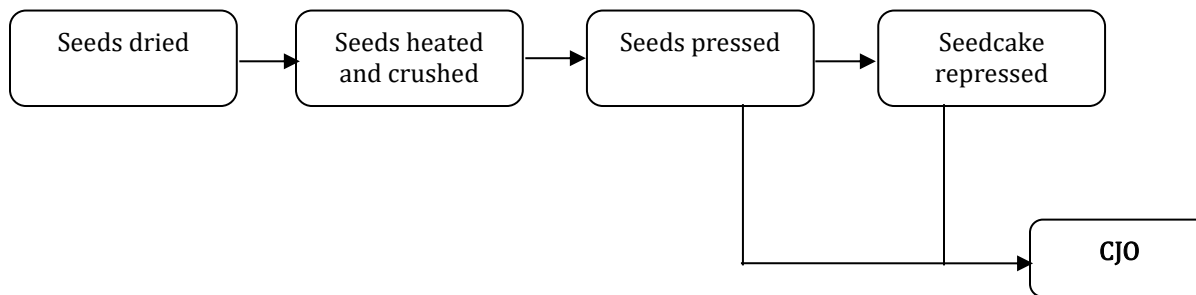 Seeds dried
Seeds heated
and crushed
Seeds pressed
Seedcake
repressed
CJO